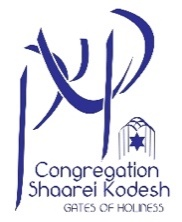 Congregation
Shaarei Kodesh
GATES OF HOLINESS